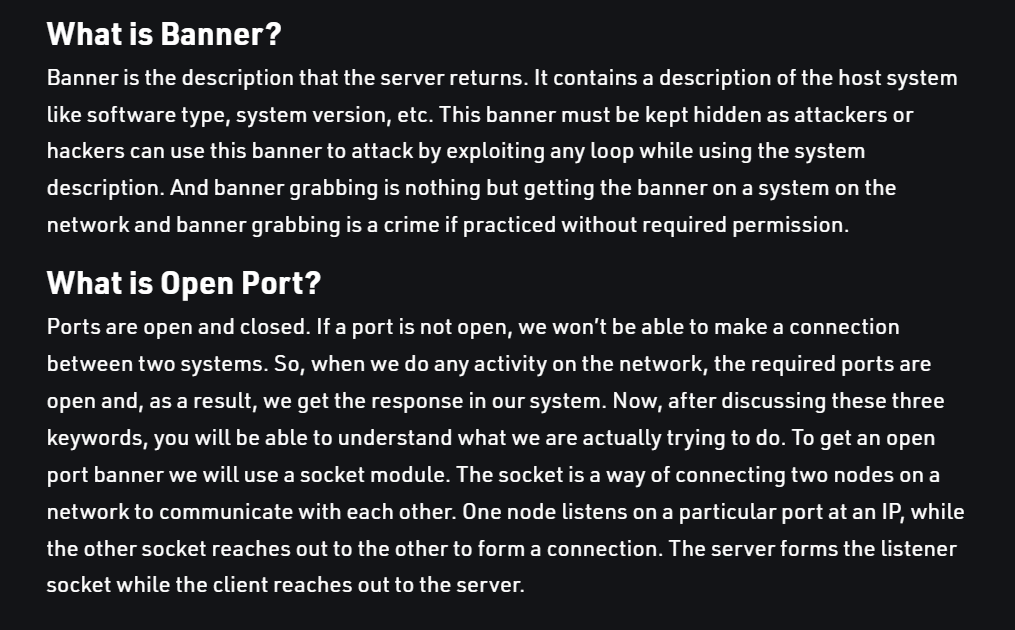 What is Banner?
Banner is the description that the server returns. It contains a description of the host system
like software type, system version, etc. This banner must be kept hidden as attackers or
hackers can use this banner to attack by exploiting any loop while using the system
description. And banner grabbing is nothing but getting the banner on a system on the
network and banner grabbing is a crime if practiced without required permission.
What is Open Port?
Ports are open and closed. If a port is not open, we won’t be able to make a connection
between two systems. So, when we do any activity on the network, the required ports are
open and, as a result, we get the response in our system. Now, after discussing these three
keywords, you will be able to understand what we are actually trying to do. To get an open
port banner we will use a socket module. The socket is a way of connecting two nodes on a
network to communicate with each other. One node listens on a particular port at an IP, while
the other socket reaches out to the other to form a connection. The server forms the listener
socket while the client reaches out to the server.